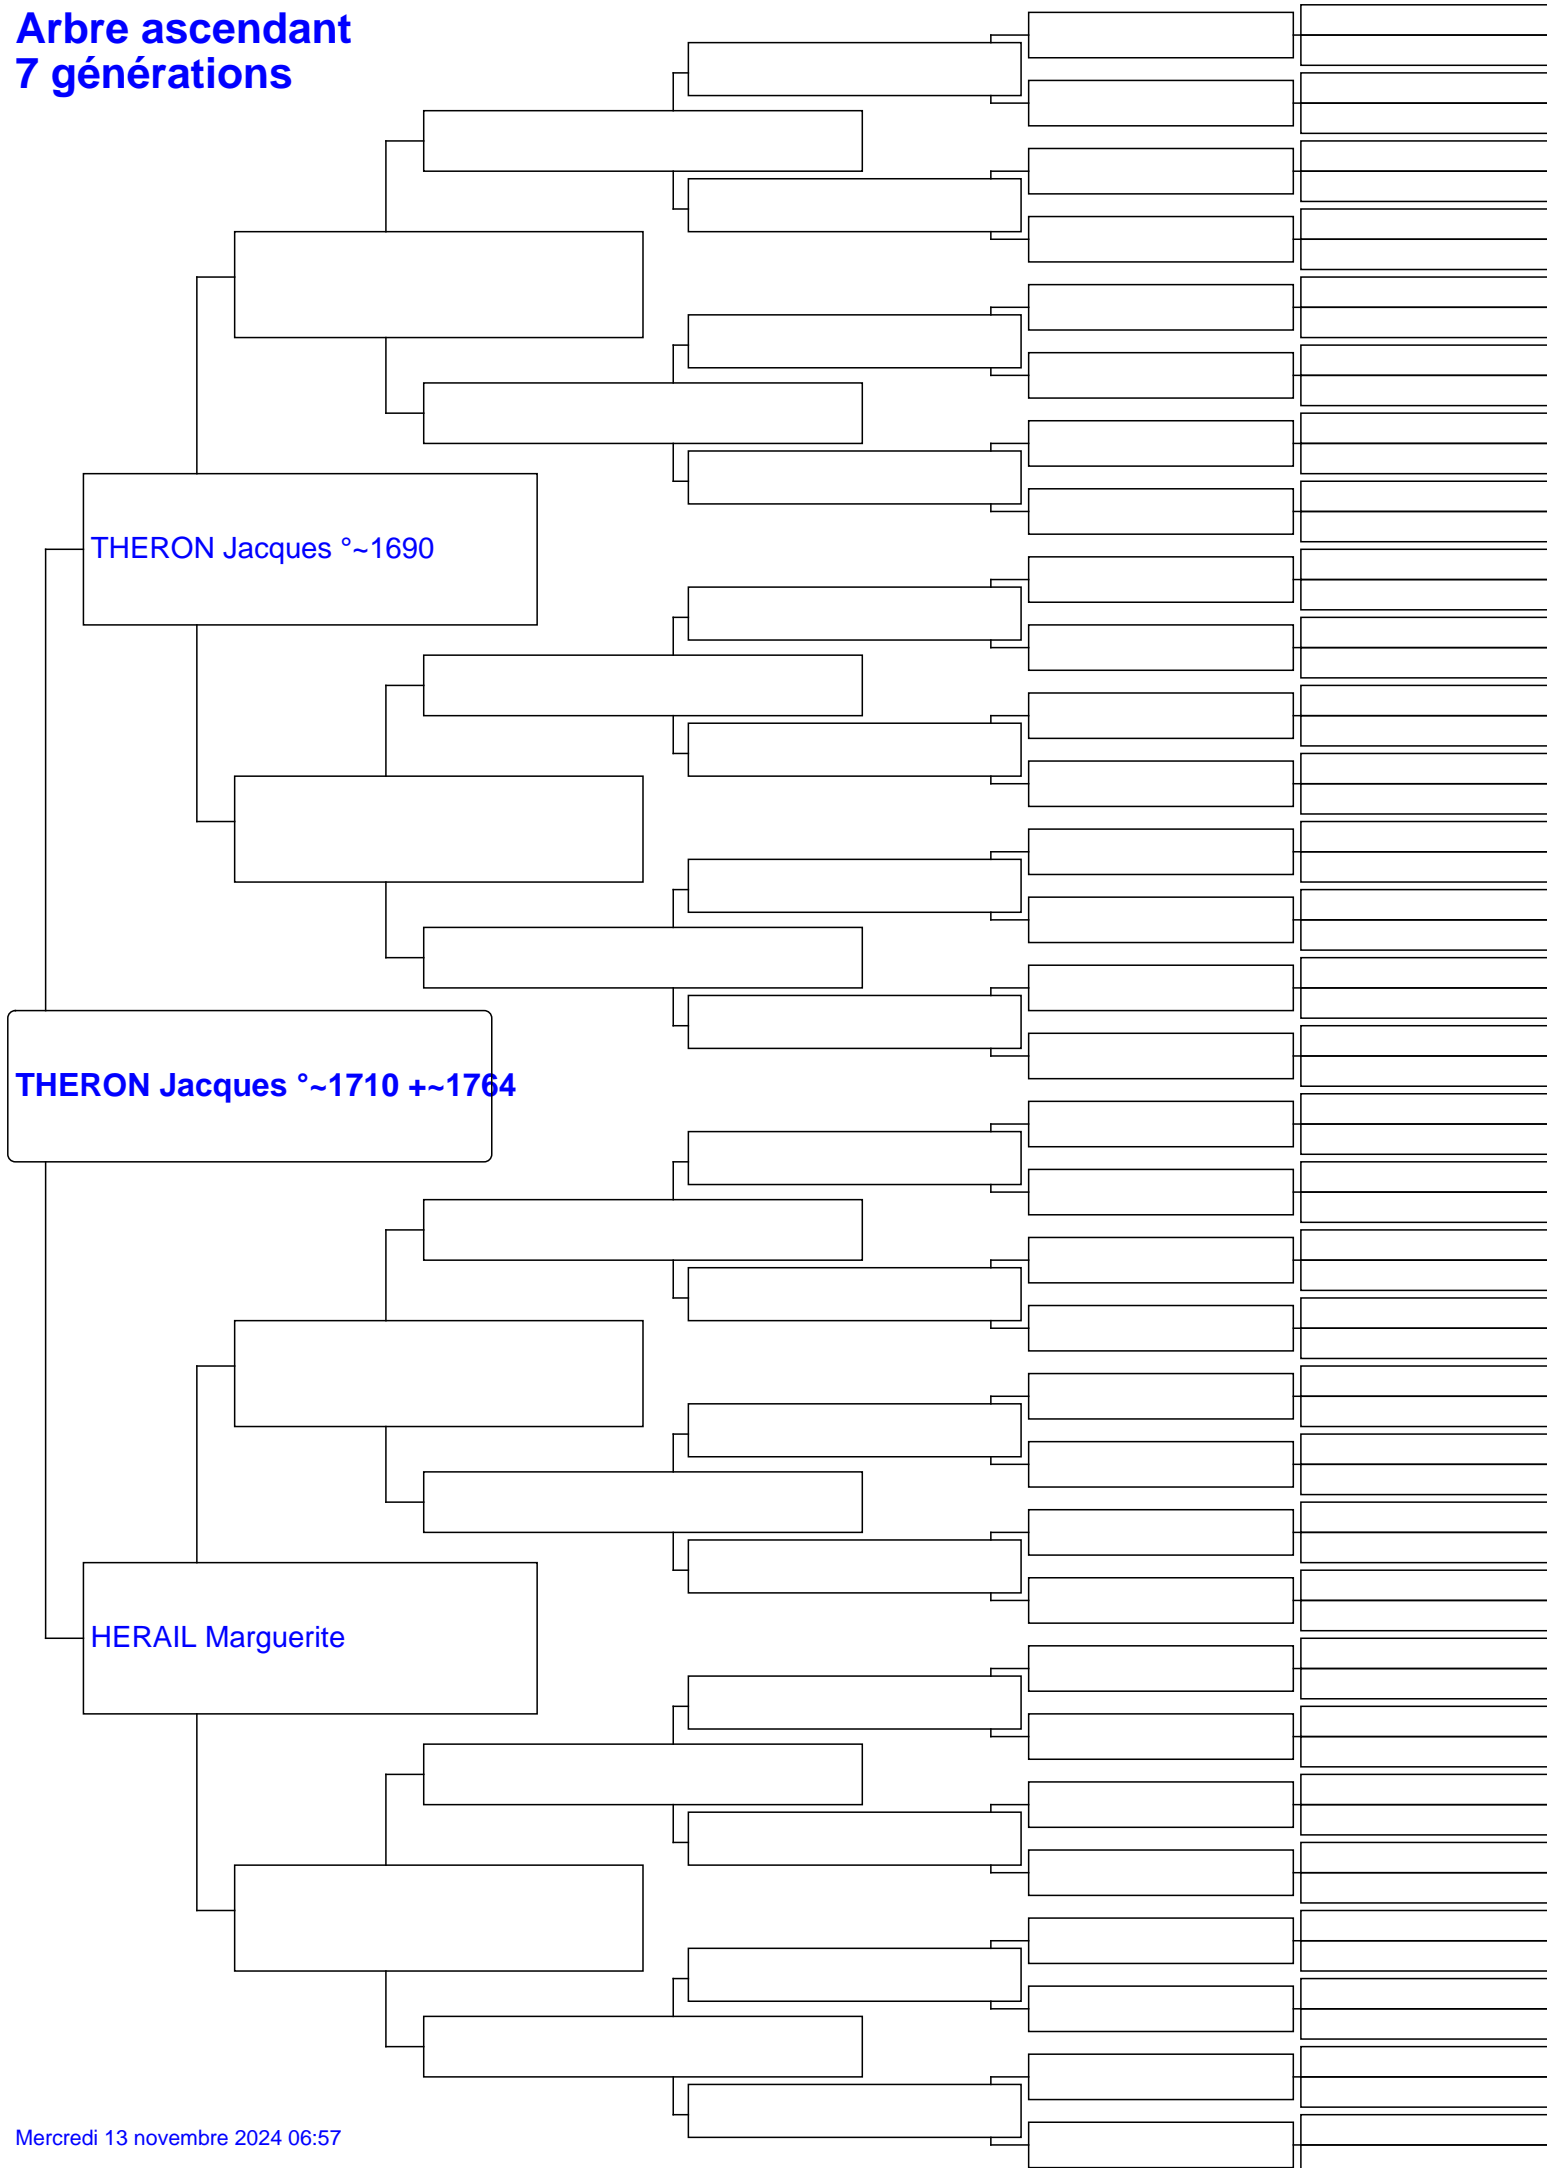 Arbre ascendant
7 générations
THERON Jacques °~1690
THERON Jacques °~1710 +~1764
HERAIL Marguerite
Mercredi 13 novembre 2024 06:57